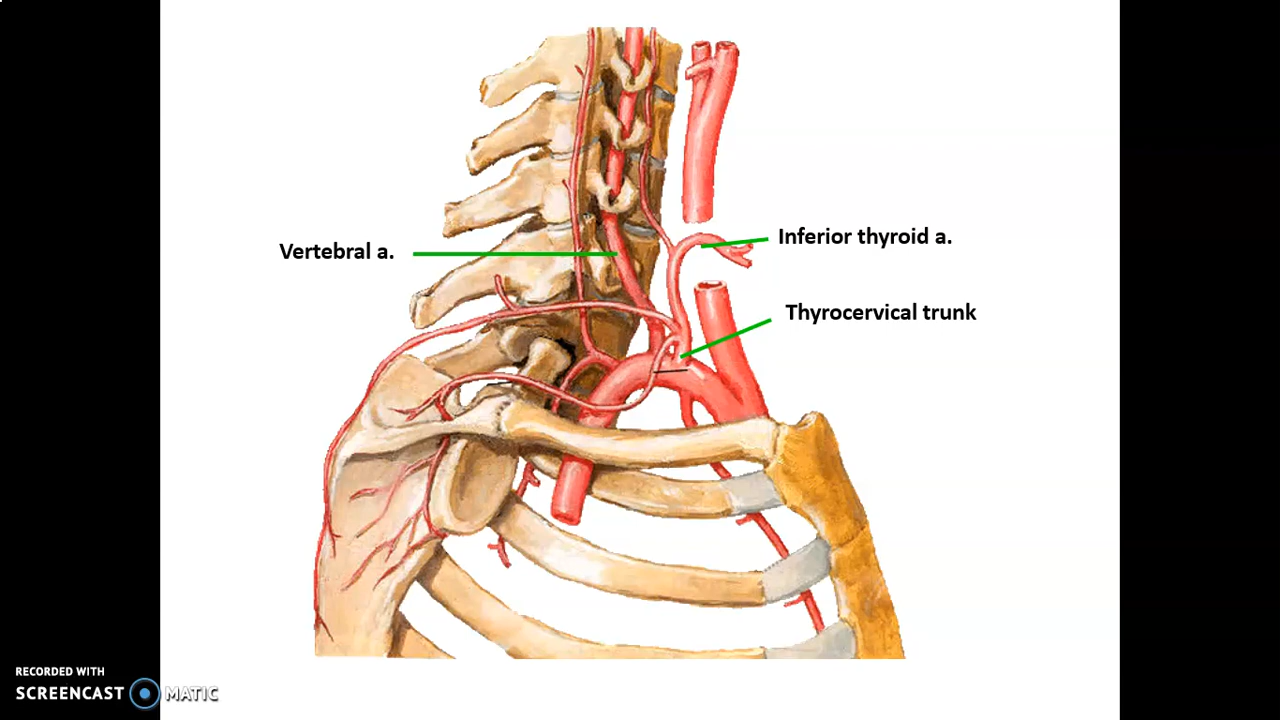 Vertebral a.
Inferior thyroid a.
Thyrocervical trunk
RECORDED WITH
SCREENCAST MATIC